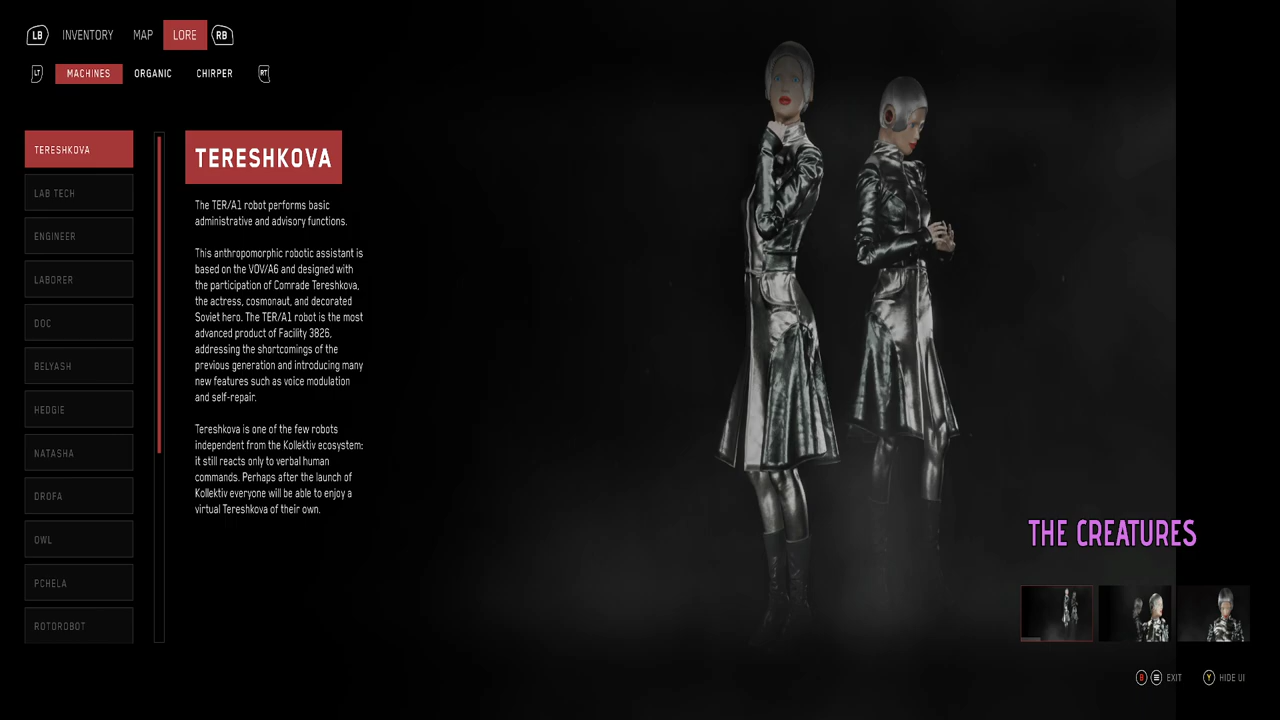 LB INVENTORY MAP LORE RB
LT MACHINES ORGANIC CHIRPER RT
TERESHKOVA
LAB TECH
ENGINEER
LABORER
DOC
BELYASH
HEDGIE
NATASHA
DROFA
OWL
PCHELA
ROTOROBOT
TERESHKOVA
The TER/A1 robot performs basic
administrative and advisory functions.
This anthropomorphic robotic assistant is
based on the VOV/A6 and designed with
the participation of Comrade Tereshkova,
the actress, cosmonaut, and decorated
Soviet hero. The TER/A1 robot is the most
advanced product of Facility 3826,
addressing the shortcomings of the
previous generation and introducing many
new features such as voice modulation
and self-repair.
Tereshkova is one of the few robots
independent from the Kollektiv ecosystem:
it still reacts only to verbal human
commands. Perhaps after the launch of
Kollektiv everyone will be able to enjoy a
virtual Tereshkova of their own.
THE CREATURES
B EXIT Y HIDE UI